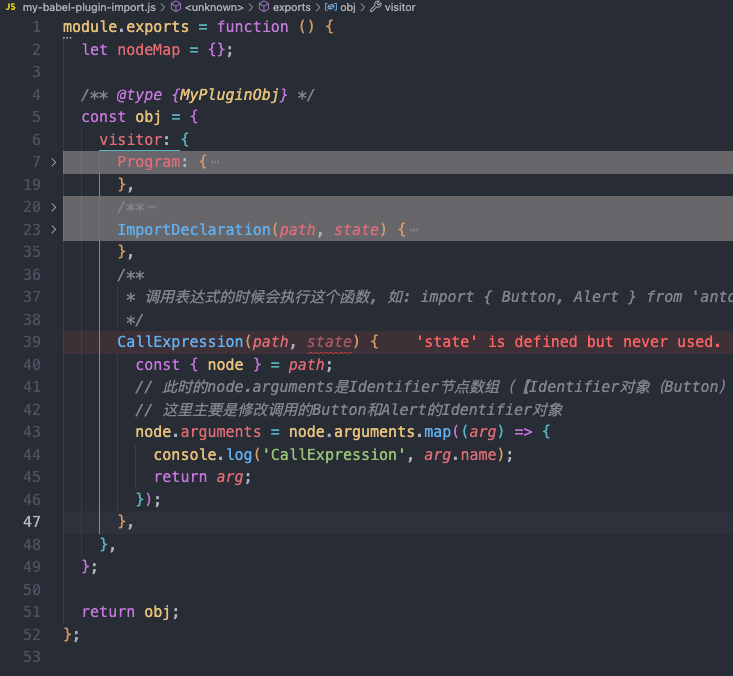 JS my-babel-plugin-import.js > <unknown> > exports > obj > visitor
1 module.exports = function () {
2 let nodeMap = {};
3
4 /** @type {MyPluginObj} */
5 const obj = {
6 visitor: {
7 > Program: { ⋯
19 },
20 > /** ⋯
23 > ImportDeclaration(path, state) { ⋯
35 },
36 /**
37 * 调用表达式的时候会执行这个函数, 如: import { Button, Alert } from 'antd
38 */
39 CallExpression(path, state) { 'state' is defined but never used.
40 const { node } = path;
41 // 此时的node.arguments是Identifier节点数组 (【Identifier对象 (Button)
42 // 这里主要是修改调用的Button和Alert的Identifier对象
43 node.arguments = node.arguments.map((arg) => {
44 console.log('CallExpression', arg.name);
45 return arg;
46 });
47 },
48 },
49 };
50
51 return obj;
52 };
53